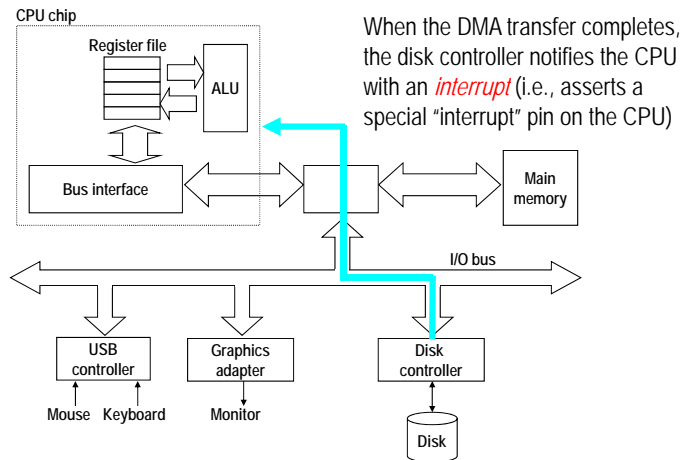 CPU chip
When the DMA transfer completes,
the disk controller notifies the CPU
with an interrupt (i.e., asserts a
special “interrupt” pin on the CPU)
Register file
ALU
Bus interface
Main
memory
I/O bus
USB
controller
Graphics
adapter
Disk
controller
Mouse
Keyboard
Monitor
Disk